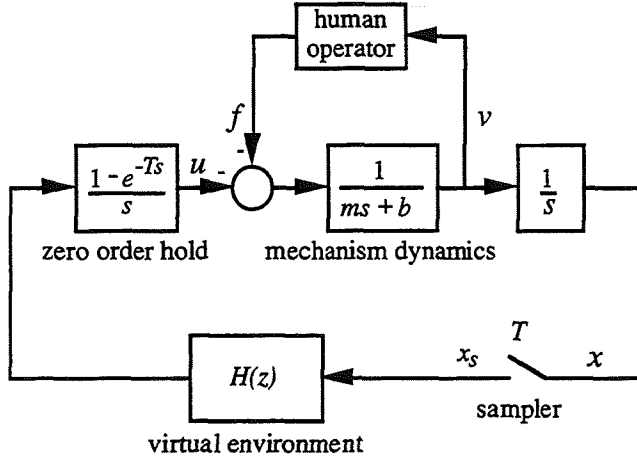 human
operator
f
v
1 - e^-Ts
s
u
-
-
1
ms + b
1
s
zero order hold
mechanism dynamics
H(z)
x_s
T
x
sampler
virtual environment